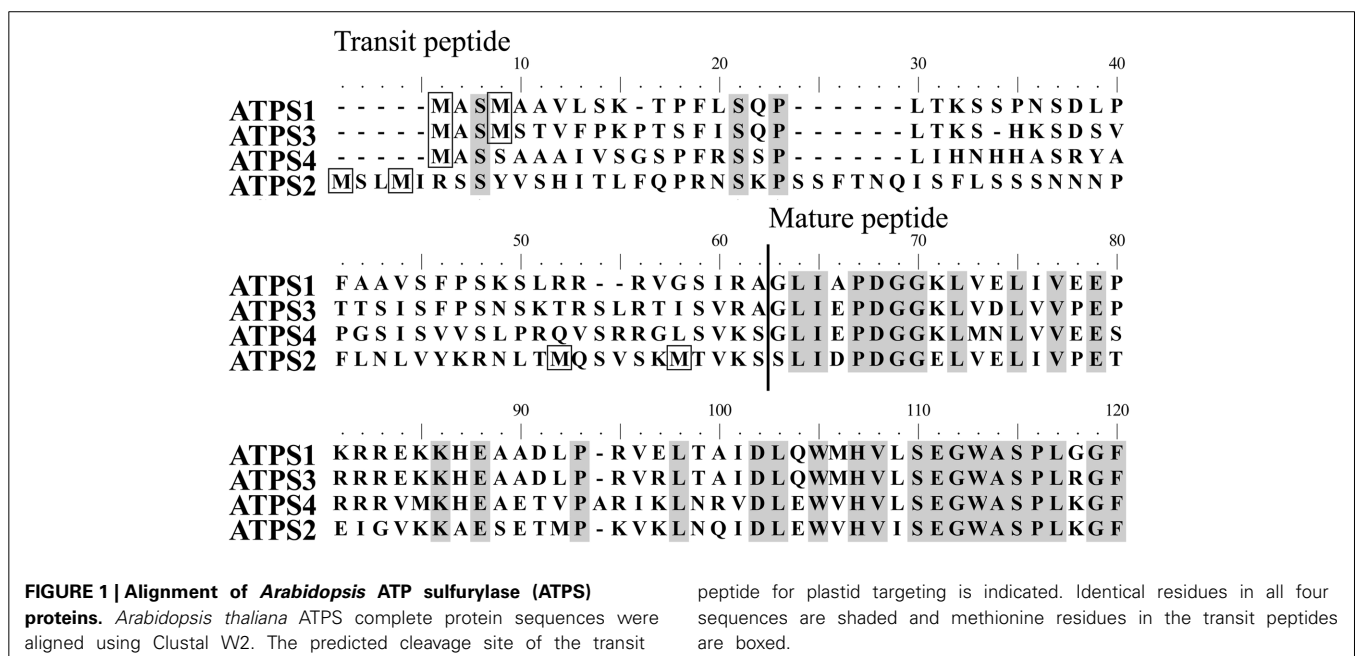 Transit peptide
10 20 30 40
ATPS1 - - - - - M A S M A A V L S K - T P F L S Q P - - - - - - L T K S S P N S D L P
ATPS3 - - - - - M A S M S T V F P K P T S F I S Q P - - - - - - L T K S - H K S D S V
ATPS4 - - - - - M A S S A A A I V S G S P F R S S P - - - - - - L I H N H H A S R Y A
ATPS2 M S L M I R S S Y V S H I T L F Q P R N S K P S S F T N Q I S F L S S S N N N P
Mature peptide
50 60 70 80
ATPS1 F A A V S F P S K S L R R - - R V G S I R A G L I A P D G G K L V E L I V E E P
ATPS3 T T S I S F P S N S K T R S L R T I S V R A G L I E P D G G K L V D L V V P E P
ATPS4 P G S I S V V S L P R Q V S R R G L S V K S G L I E P D G G K L M N L V V E E S
ATPS2 F L N L V Y K R N L T M Q S V S K M T V K S S L I D P D G G E L V E L I V P E T
90 100 110 120
ATPS1 K R R E K K H E A A D L P - R V E L T A I D L Q W M H V L S E G W A S P L G G F
ATPS3 R R R E K K H E A A D L P - R V R L T A I D L Q W M H V L S E G W A S P L R G F
ATPS4 R R R V M K H E A E T V P A R I K L N R V D L E W V H V L S E G W A S P L K G F
ATPS2 E I G V K K A E S E T M P - K V K L N Q I D L E W V H V I S E G W A S P L K G F
FIGURE 1 | Alignment of Arabidopsis ATP sulfurylase (ATPS)
proteins. Arabidopsis thaliana ATPS complete protein sequences were
aligned using Clustal W2. The predicted cleavage site of the transit
peptide for plastid targeting is indicated. Identical residues in all four
sequences are shaded and methionine residues in the transit peptides
are boxed.